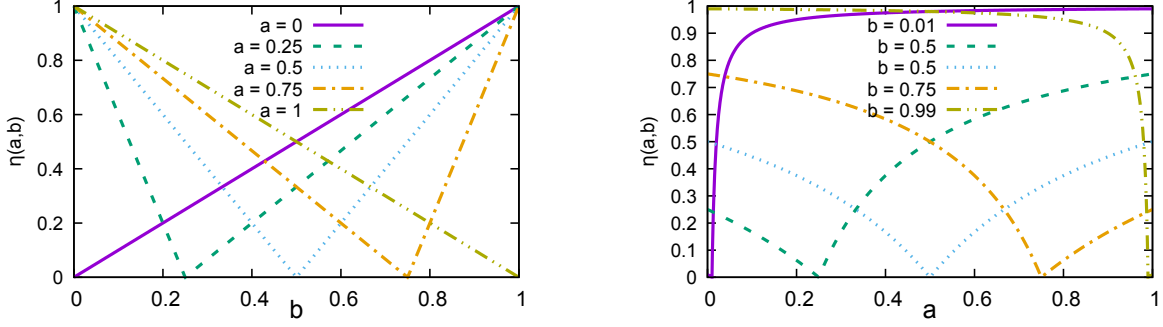 1
0.8
0.6
0.4
0.2
0
η(a,b)
a = 0
a = 0.25
a = 0.5
a = 0.75
a = 1
0 0.2 0.4 0.6 0.8 1
b
1
0.9
0.8
0.7
0.6
0.5
0.4
0.3
0.2
0.1
0
η(a,b)
b = 0.01
b = 0.5
b = 0.5
b = 0.75
b = 0.99
0 0.2 0.4 0.6 0.8 1
a